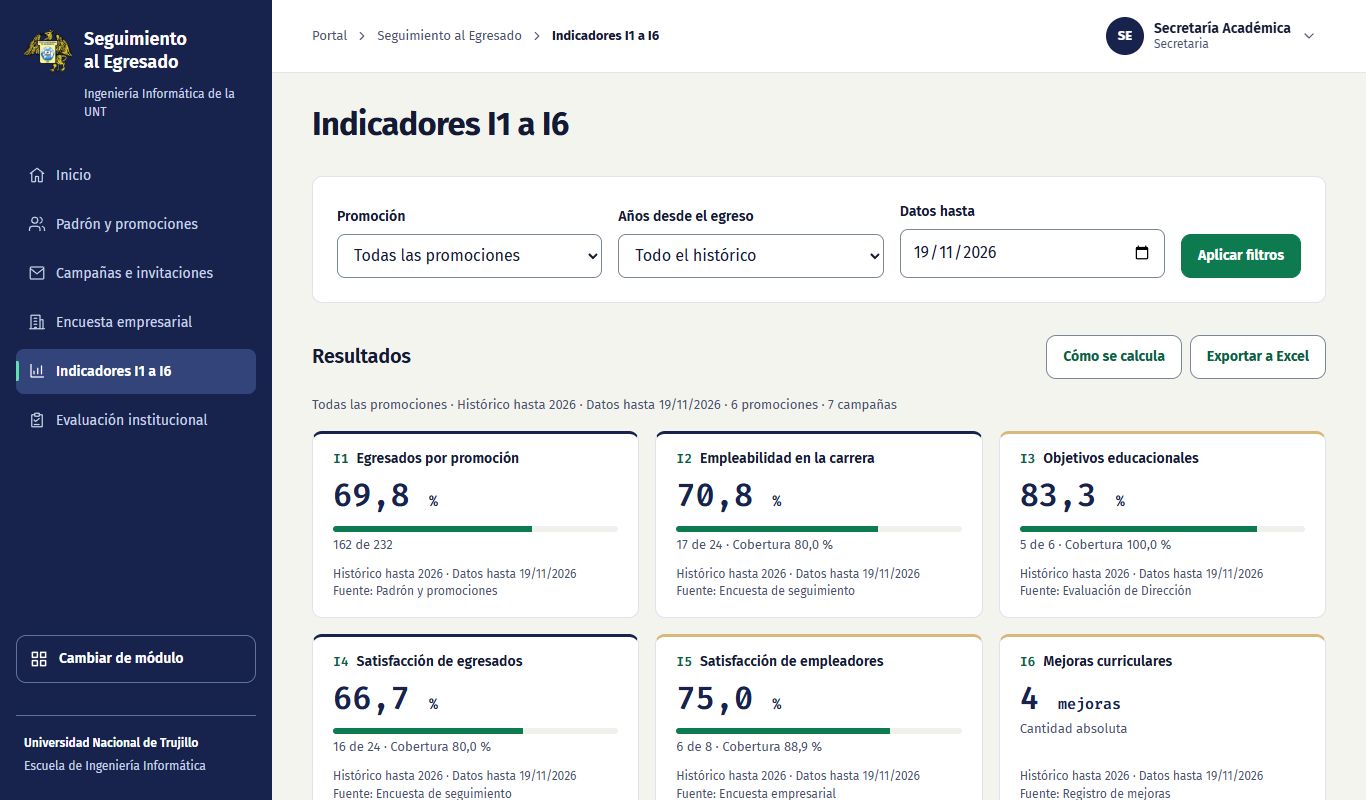 Seguimiento
al Egresado
Ingeniería Informática de la
UNT
Inicio
Padrón y promociones
Campañas e invitaciones
Encuesta empresarial
Indicadores I1 a I6
Evaluación institucional
Cambiar de módulo
Universidad Nacional de Trujillo
Escuela de Ingeniería Informática
Portal > Seguimiento al Egresado > Indicadores I1 a I6
SE
Secretaría Académica
Secretaria
Indicadores I1 a I6
Promoción
Todas las promociones
Años desde el egreso
Todo el histórico
Datos hasta
19/11/2026
Aplicar filtros
Resultados
Cómo se calcula
Exportar a Excel
Todas las promociones · Histórico hasta 2026 · Datos hasta 19/11/2026 · 6 promociones · 7 campañas
I1 Egresados por promoción
69,8 %
162 de 232
Histórico hasta 2026 · Datos hasta 19/11/2026
Fuente: Padrón y promociones
I2 Empleabilidad en la carrera
70,8 %
17 de 24 · Cobertura 80,0 %
Histórico hasta 2026 · Datos hasta 19/11/2026
Fuente: Encuesta de seguimiento
I3 Objetivos educacionales
83,3 %
5 de 6 · Cobertura 100,0 %
Histórico hasta 2026 · Datos hasta 19/11/2026
Fuente: Evaluación de Dirección
I4 Satisfacción de egresados
66,7 %
16 de 24 · Cobertura 80,0 %
Histórico hasta 2026 · Datos hasta 19/11/2026
Fuente: Encuesta de seguimiento
I5 Satisfacción de empleadores
75,0 %
6 de 8 · Cobertura 88,9 %
Histórico hasta 2026 · Datos hasta 19/11/2026
Fuente: Encuesta empresarial
I6 Mejoras curriculares
4 mejoras
Cantidad absoluta
Histórico hasta 2026 · Datos hasta 19/11/2026
Fuente: Registro de mejoras